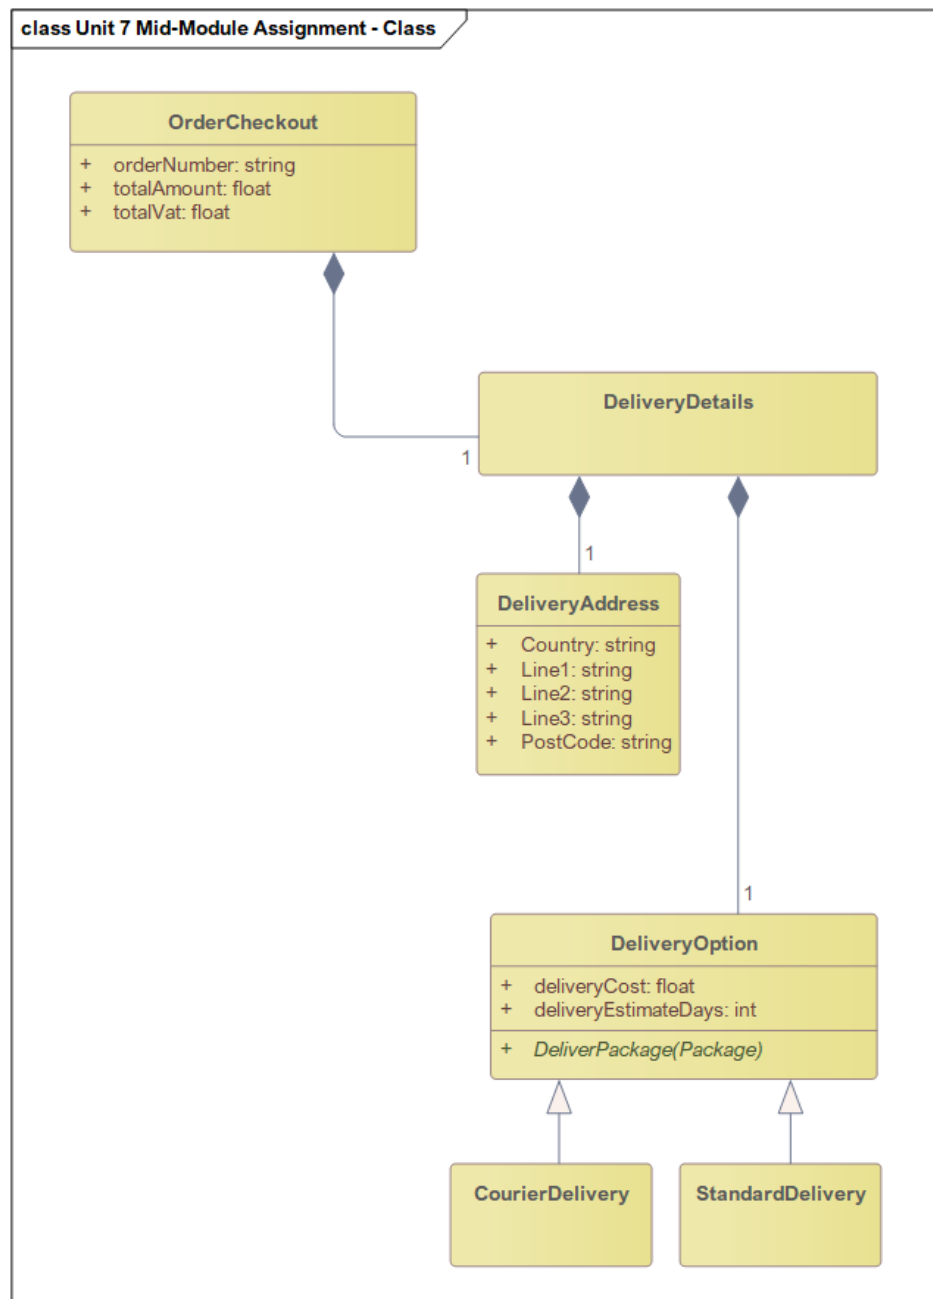 class Unit 7 Mid-Module Assignment - Class
OrderCheckout
+ orderNumber: string
+ totalAmount: float
+ totalVat: float
DeliveryDetails
1
1
DeliveryAddress
+ Country: string
+ Line1: string
+ Line2: string
+ Line3: string
+ PostCode: string
1
DeliveryOption
+ deliveryCost: float
+ deliveryEstimateDays: int
+ DeliverPackage(Package)
CourierDelivery
StandardDelivery